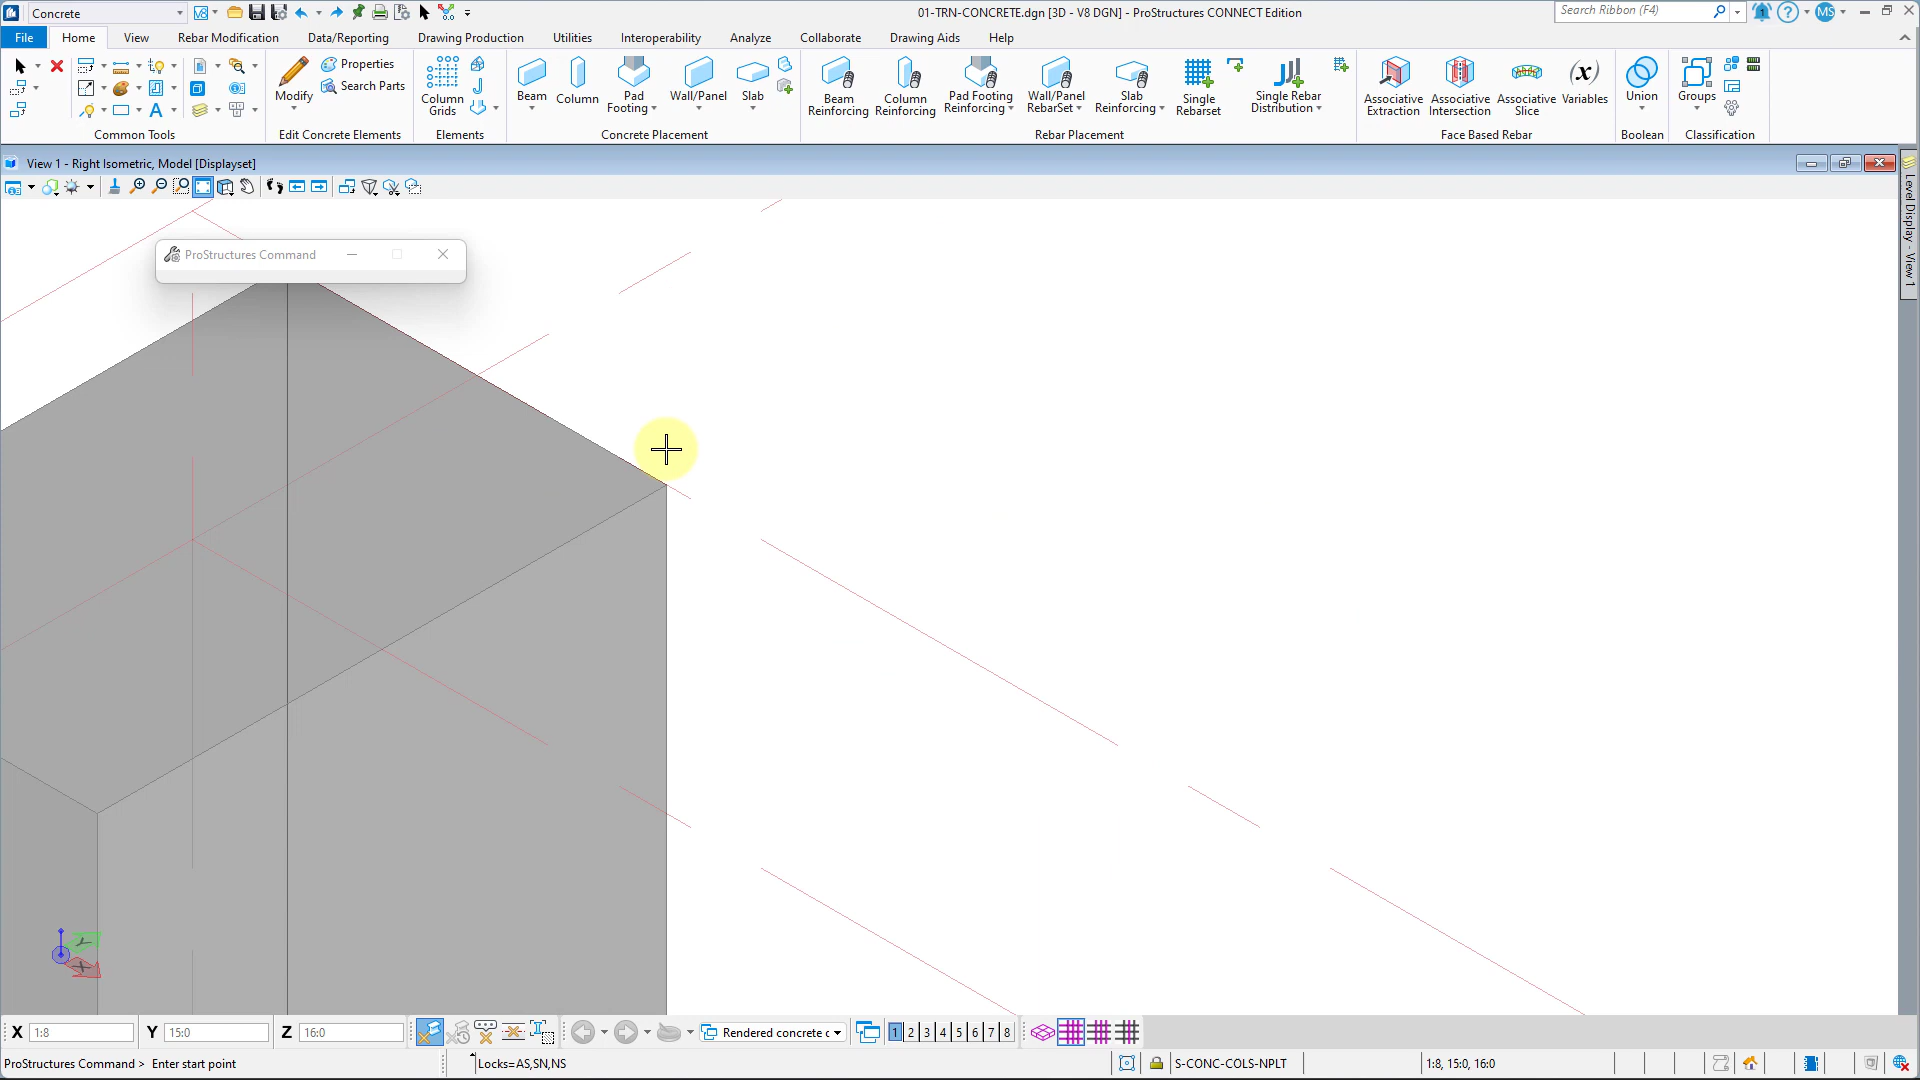 Concrete
01-TRN-CONCRETE.dgn [3D - V8 DGN] - ProStructures CONNECT Edition
Search Ribbon (F4)
MS
File Home View Rebar Modification Data/Reporting Drawing Production Utilities Interoperability Analyze Collaborate Drawing Aids Help
Modify
Properties
Search Parts
Column Grids
Beam
Column
Pad Footing
Wall/Panel
Slab
Beam Reinforcing
Column Reinforcing
Pad Footing Reinforcing
Wall/Panel RebarSet
Slab Reinforcing
Single Rebarset
Single Rebar Distribution
Associative Extraction
Associative Intersection
Associative Slice
(x)
Variables
Union
Groups
Common Tools
Edit Concrete Elements
Elements
Concrete Placement
Rebar Placement
Face Based Rebar
Boolean
Classification
View 1 - Right Isometric, Model [Displayset]
Level Display - View 1
ProStructures Command
Y
X
X 1:8 Y 15:0 Z 16:0
Rendered concrete c
1 2 3 4 5 6 7 8
ProStructures Command > Enter start point
Locks=AS,SN,NS
S-CONC-COLS-NPLT
1:8, 15:0, 16:0